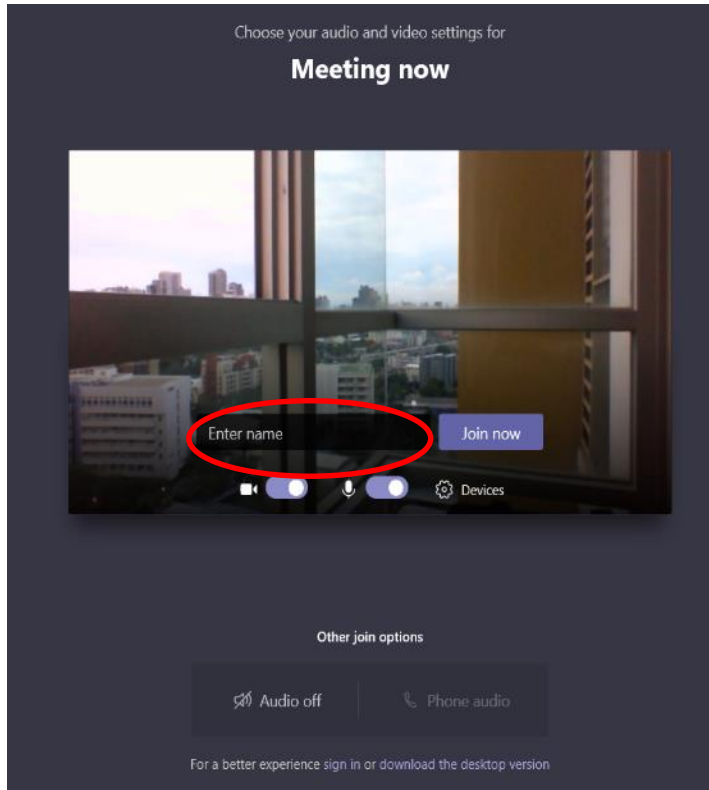 Choose your audio and video settings for
Meeting now
Enter name
Join now
Devices
Other join options
Audio off
Phone audio
For a better experience sign in or download the desktop version